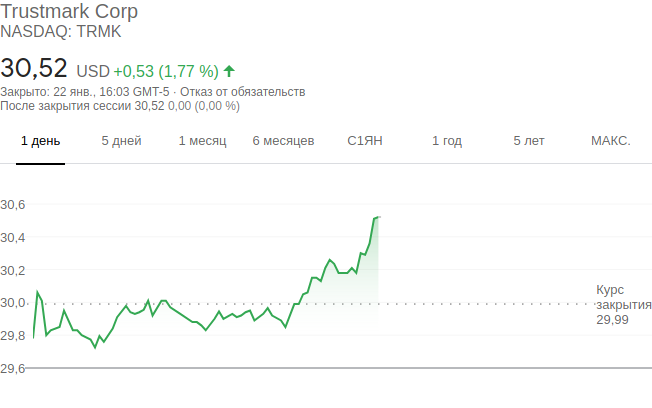 Trustmark Corp
NASDAQ: TRMK
30,52 USD +0,53 (1,77 %)
Закрыто: 22 янв., 16:03 GMT-5 · Отказ от обязательств
После закрытия сессии 30,52 0,00 (0,00 %)
1 день 5 дней 1 месяц 6 месяцев С1ЯН 1 год 5 лет МАКС.
30,6
30,4
30,2
30,0
29,8
29,6
Курс
закрытия
29,99